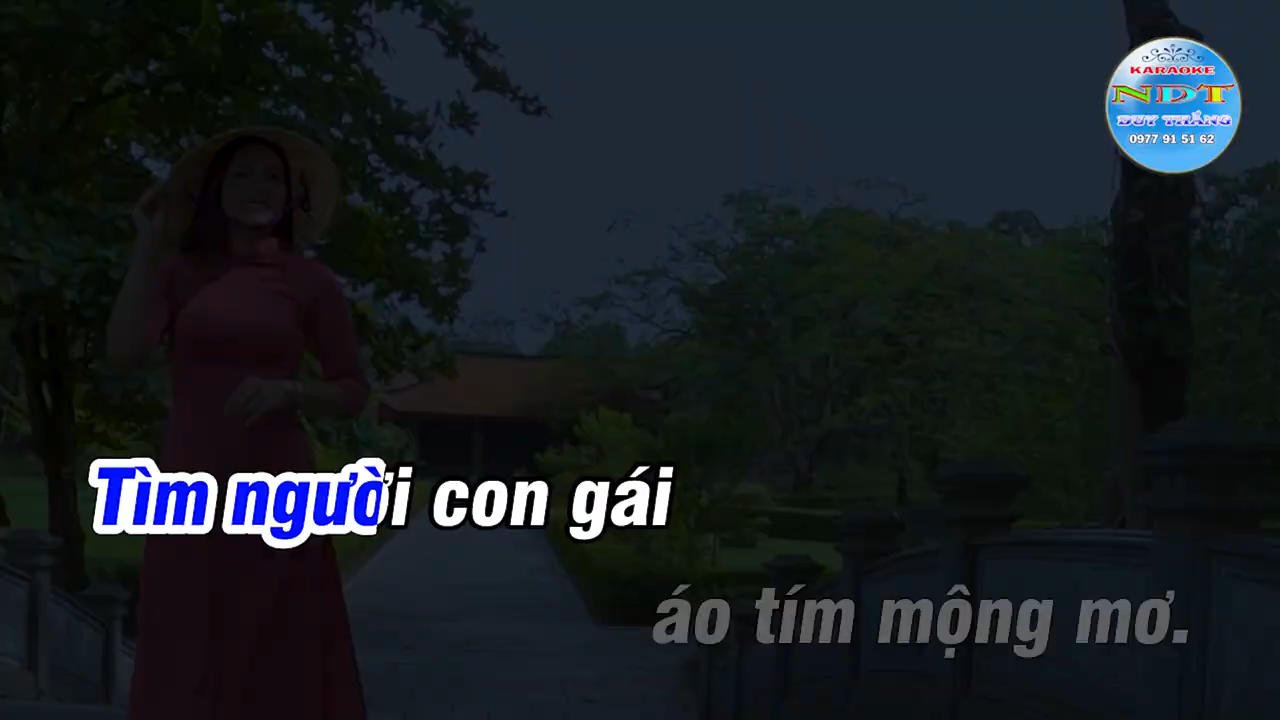 KARAOKE
NDT
DUY THẮNG
0977 91 51 62
Tìm người con gái
áo tím mộng mơ.